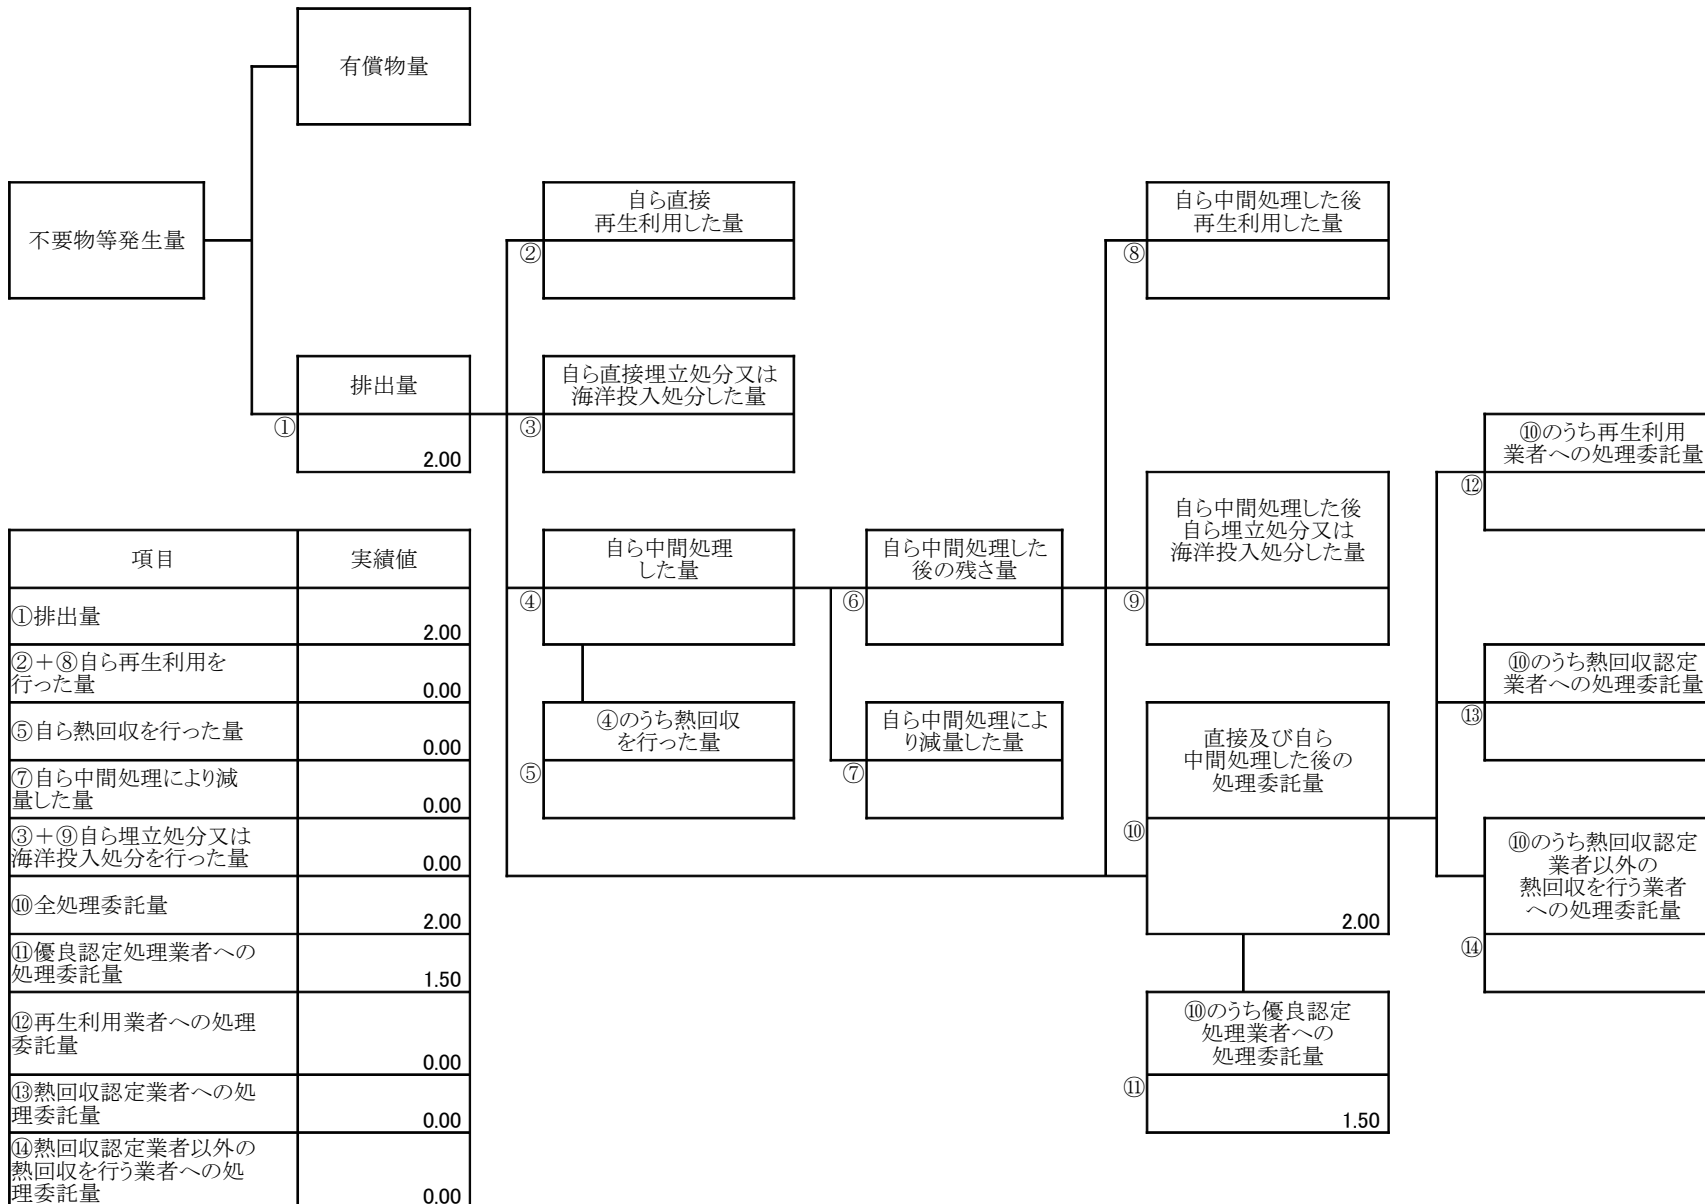 有償物量
不要物等発生量
自ら直接
再生利用した量
②
自ら中間処理した後
再生利用した量
⑧
排出量
①
2.00
自ら直接埋立処分又は
海洋投入処分した量
③
⑩のうち再生利用
業者への処理委託量
⑫
自ら中間処理
した量
④
自ら中間処理した
後の残さ量
⑥
自ら中間処理した後
自ら埋立処分又は
海洋投入処分した量
⑨
④のうち熱回収
を行った量
⑤
自ら中間処理によ
り減量した量
⑦
直接及び自ら
中間処理した後の
処理委託量
⑩
2.00
⑩のうち熱回収認定
業者への処理委託量
⑬
⑩のうち熱回収認定
業者以外の
熱回収を行う業者
への処理委託量
⑭
⑩のうち優良認定
処理業者への
処理委託量
⑪
1.50
項目 実績値
①排出量
2.00
②＋⑧自ら再生利用を
行った量
0.00
⑤自ら熱回収を行った量
0.00
⑦自ら中間処理により減
量した量
0.00
③＋⑨自ら埋立処分又は
海洋投入処分を行った量
0.00
⑩全処理委託量
2.00
⑪優良認定処理業者への
処理委託量
1.50
⑫再生利用業者への処理
委託量
0.00
⑬熱回収認定業者への処
理委託量
0.00
⑭熱回収認定業者以外の
熱回収を行う業者への処
理委託量
0.00